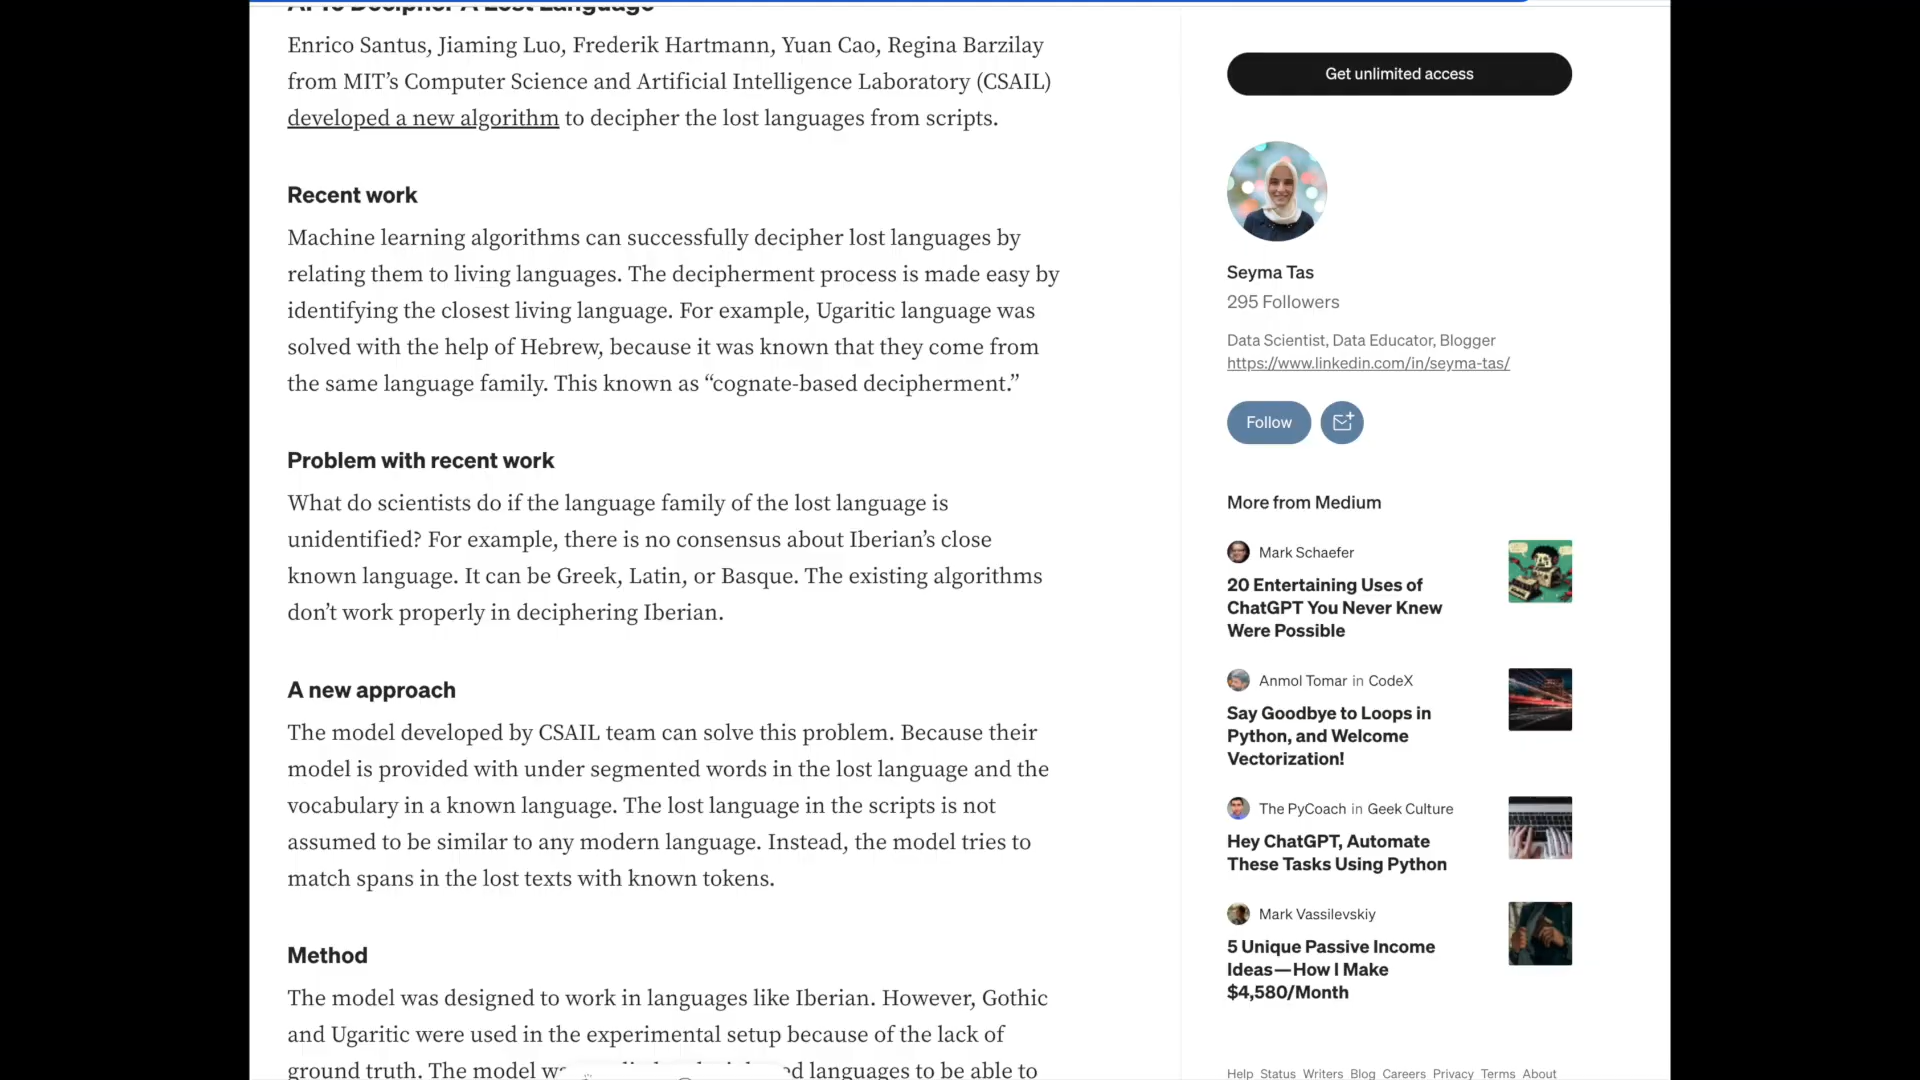 AI To Decipher A Lost Language
Enrico Santus, Jiaming Luo, Frederik Hartmann, Yuan Cao, Regina Barzilay
from MIT’s Computer Science and Artificial Intelligence Laboratory (CSAIL)
developed a new algorithm to decipher the lost languages from scripts.
Recent work
Machine learning algorithms can successfully decipher lost languages by
relating them to living languages. The decipherment process is made easy by
identifying the closest living language. For example, Ugaritic language was
solved with the help of Hebrew, because it was known that they come from
the same language family. This known as “cognate-based decipherment.”
Problem with recent work
What do scientists do if the language family of the lost language is
unidentified? For example, there is no consensus about Iberian’s close
known language. It can be Greek, Latin, or Basque. The existing algorithms
don’t work properly in deciphering Iberian.
A new approach
The model developed by CSAIL team can solve this problem. Because their
model is provided with under segmented words in the lost language and the
vocabulary in a known language. The lost language in the scripts is not
assumed to be similar to any modern language. Instead, the model tries to
match spans in the lost texts with known tokens.
Method
The model was designed to work in languages like Iberian. However, Gothic
and Ugaritic were used in the experimental setup because of the lack of
ground truth. The model languages to be able to
Get unlimited access
Seyma Tas
295 Followers
Data Scientist, Data Educator, Blogger
https://www.linkedin.com/in/seyma-tas/
Follow
More from Medium
Mark Schaefer
20 Entertaining Uses of
ChatGPT You Never Knew
Were Possible
Anmol Tomar in CodeX
Say Goodbye to Loops in
Python, and Welcome
Vectorization!
The PyCoach in Geek Culture
Hey ChatGPT, Automate
These Tasks Using Python
Mark Vassilevskiy
5 Unique Passive Income
Ideas—How I Make
$4,580/Month
Help Status Writers Blog Careers Privacy Terms About